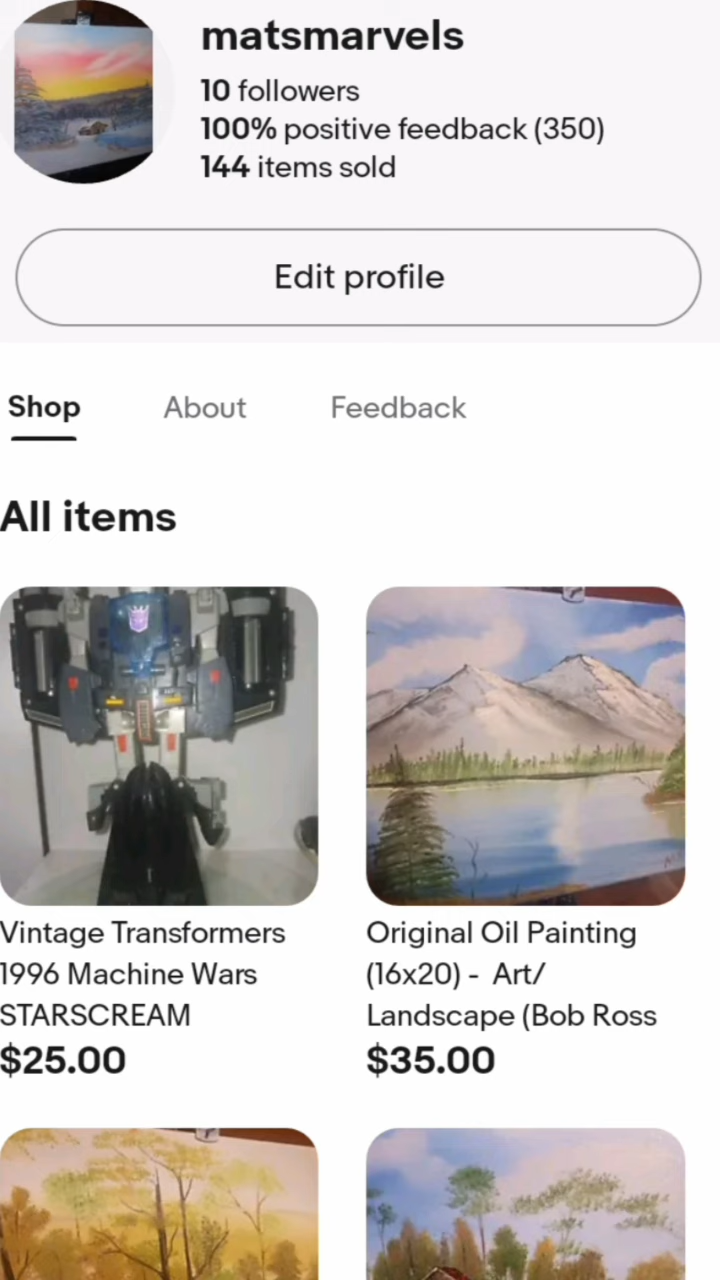 matsmarvels
10 followers
100% positive feedback (350)
144 items sold
Edit profile
Shop About Feedback
All items
Vintage Transformers
1996 Machine Wars
STARSCREAM
$25.00
Original Oil Painting
(16x20) - Art/
Landscape (Bob Ross
$35.00